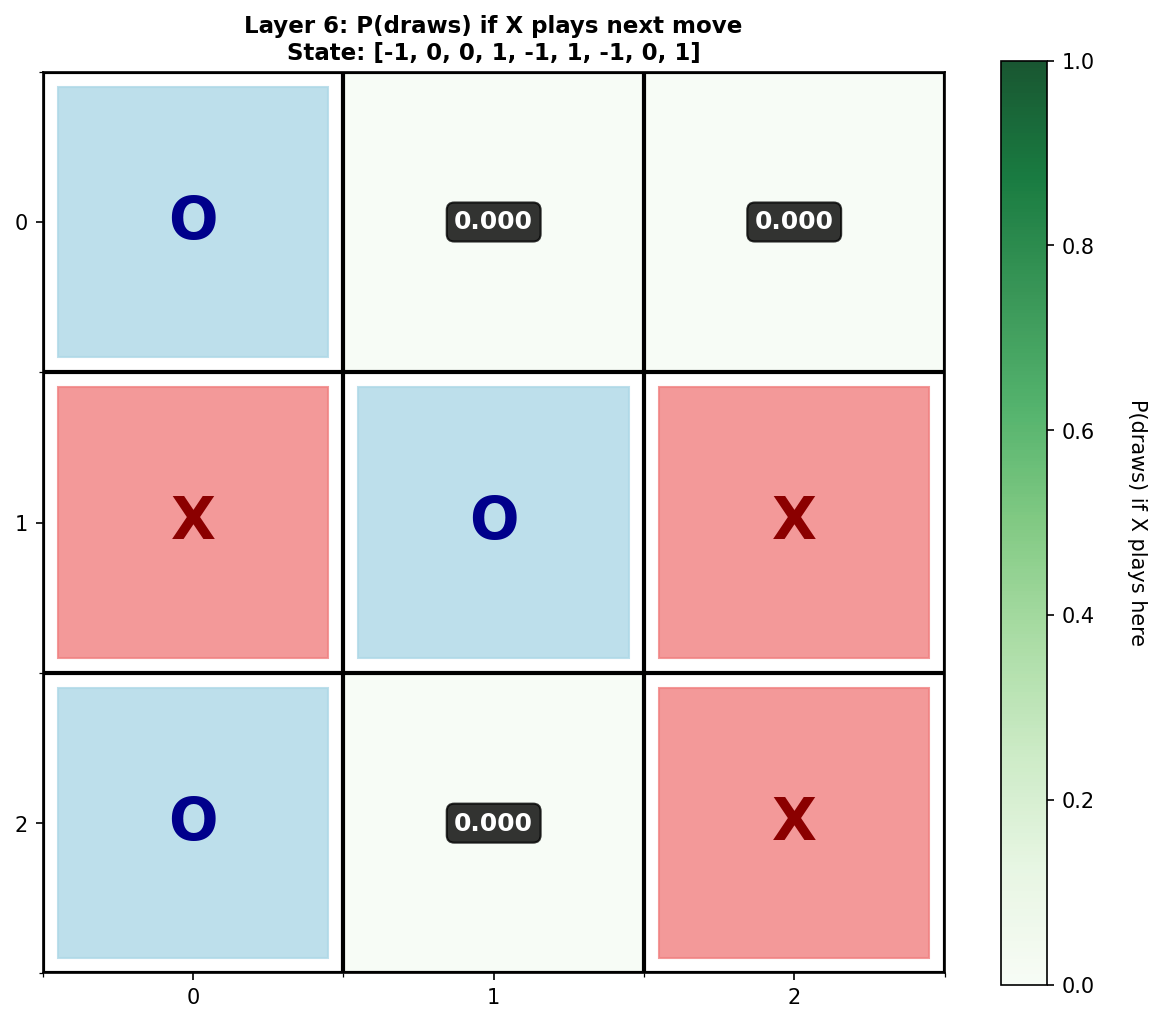 Layer 6: P(draws) if X plays next move
State: [-1, 0, 0, 1, -1, 1, -1, 0, 1]
1.0
0.8
0.6
0.4
0.2
0.0
P(draws) if X plays here
0 O 0.000 0.000
1 X O X
2 O 0.000 X
0 1 2